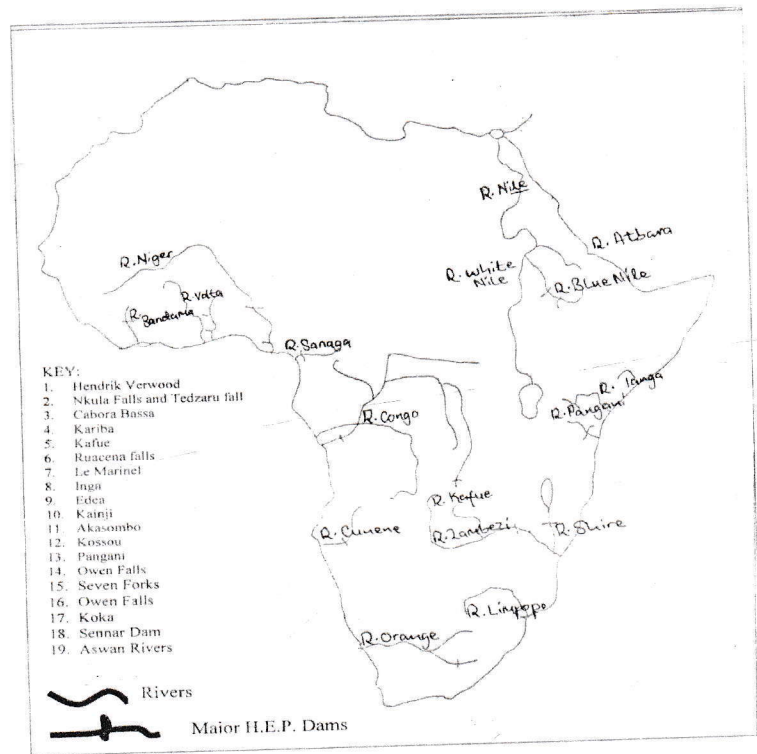 R. Nile
R. Atbara
R. Niger
R. White
Nile
R. Blue Nile
R. Volta
R.
Bandama
R. Sanaga
R. Tanga
R. Pangani
R. Congo
R. Kafue
R. Cunene
R. Zambezi
R. Shire
R. Limpopo
R. Orange
KEY:
1. Hendrik Verwood
2. Nkula Falls and Tedzaru fall
3. Cabora Bassa
4. Kariba
5. Kafue
6. Ruacena falls
7. Le Marinel
8. Inga
9. Edea
10. Kainji
11. Akasombo
12. Kossou
13. Pangani
14. Owen Falls
15. Seven Forks
16. Owen Falls
17. Koka
18. Sennar Dam
19. Aswan Rivers
Rivers
Maior H.E.P. Dams